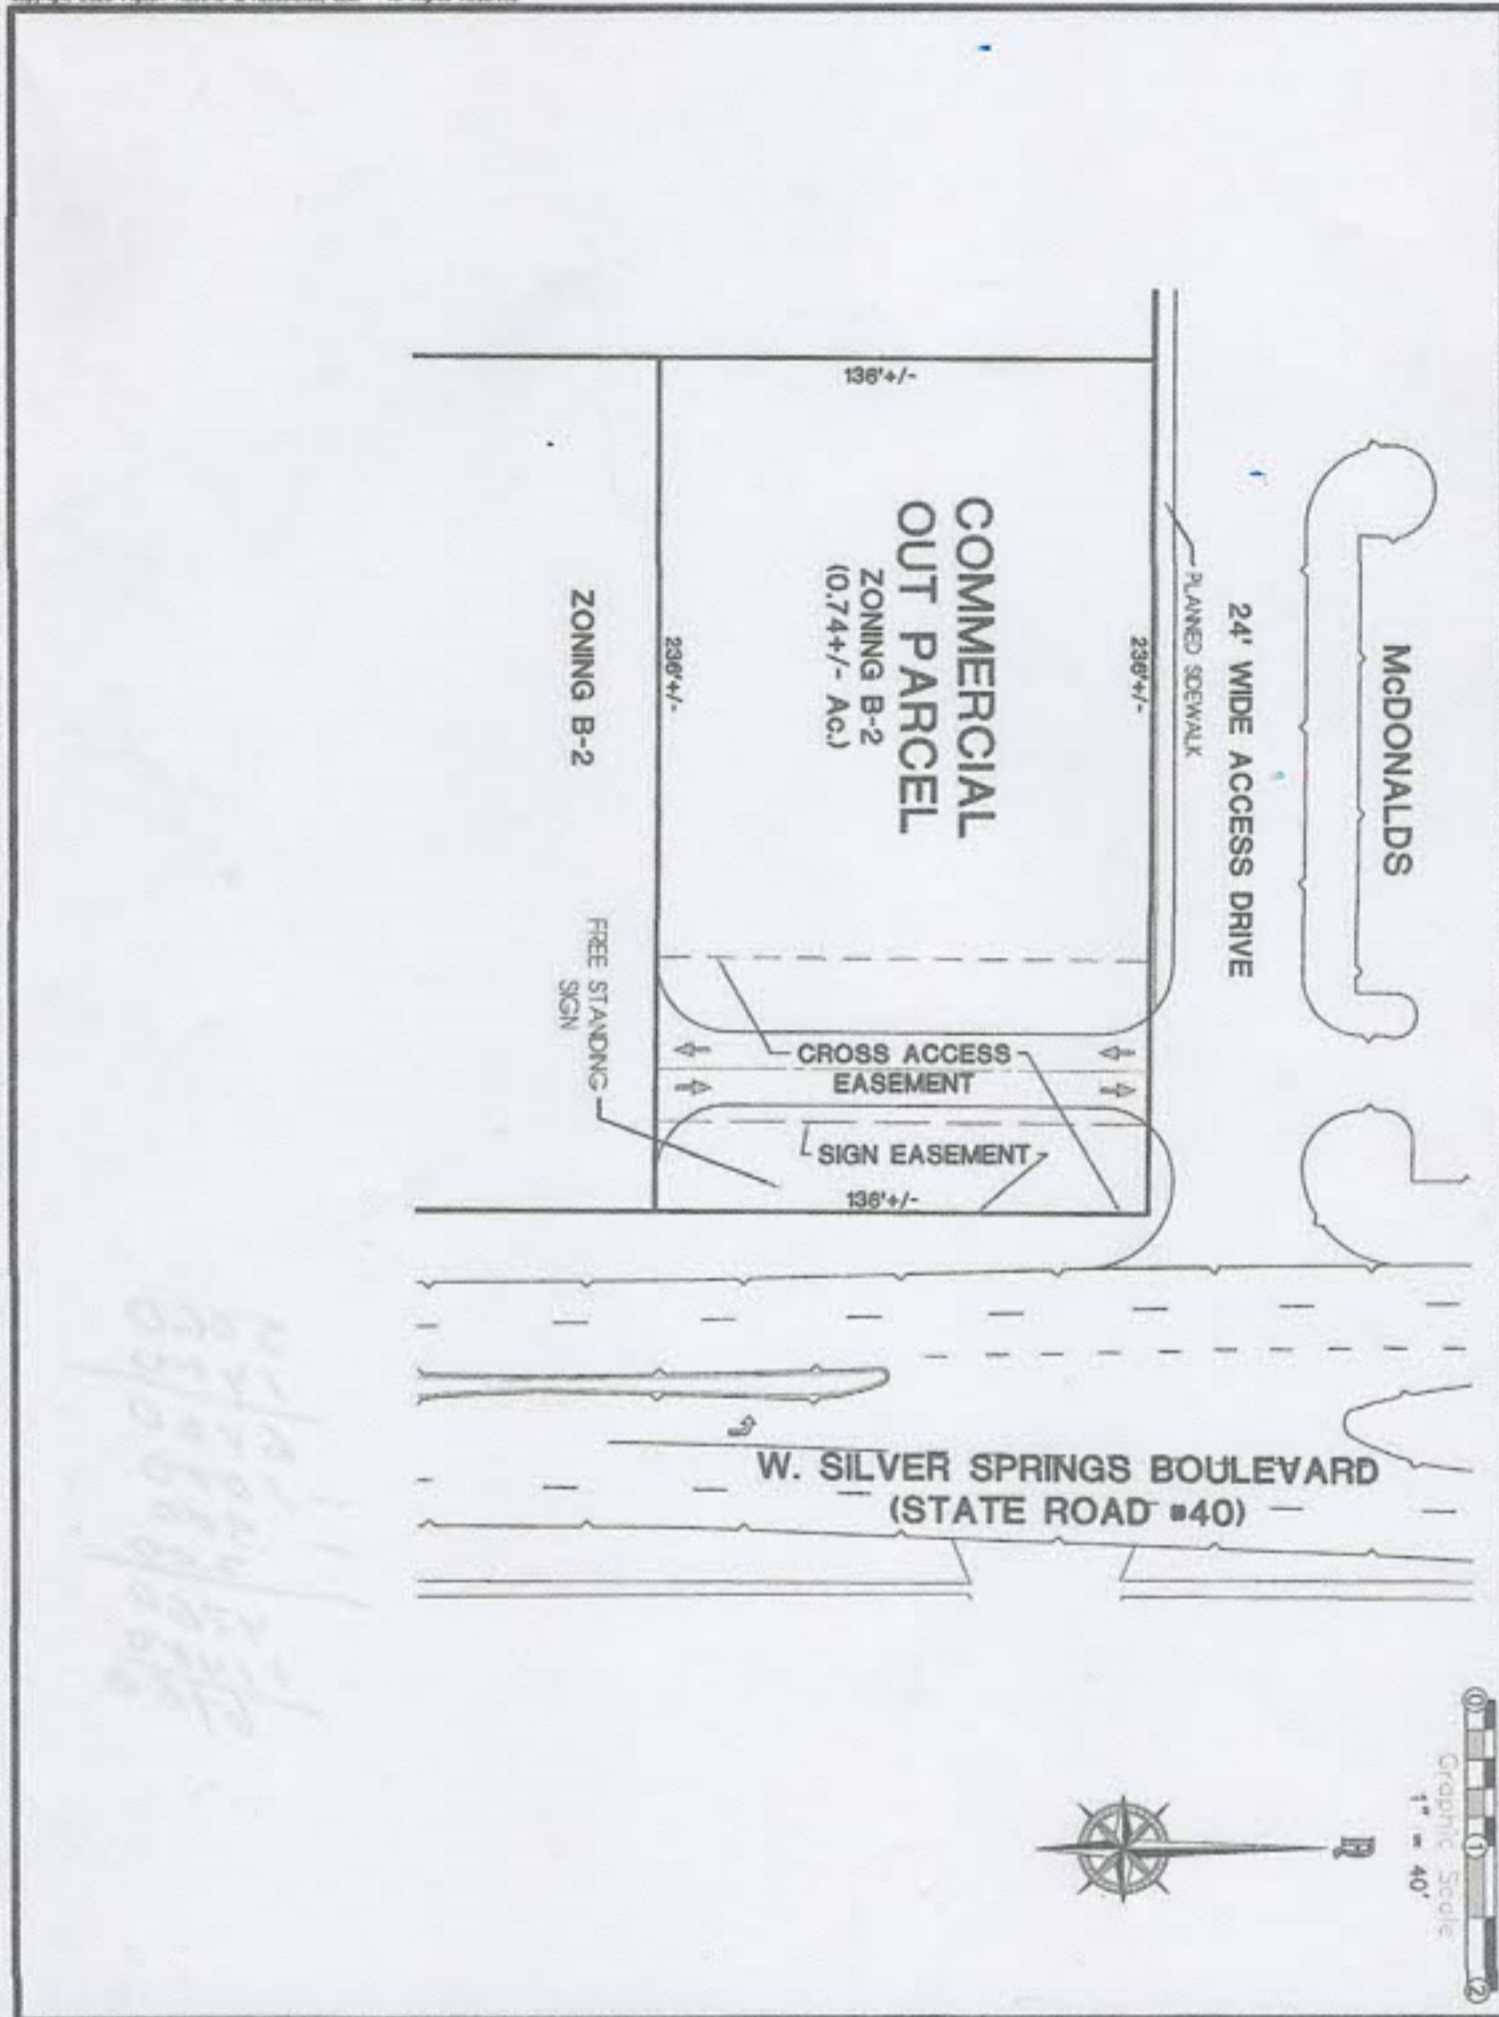 McDONALDS
24' WIDE ACCESS DRIVE
PLANNED SIDEWALK
236'+/-
COMMERCIAL
OUT PARCEL
ZONING B-2
(0.74+/- AC.)
136'+/-
236'+/-
ZONING B-2
FREE STANDING
SIGN
CROSS ACCESS
EASEMENT
SIGN EASEMENT
136'+/-
W. SILVER SPRINGS BOULEVARD
(STATE ROAD #40)
0 1 2
Graphic Scale
1" = 40'